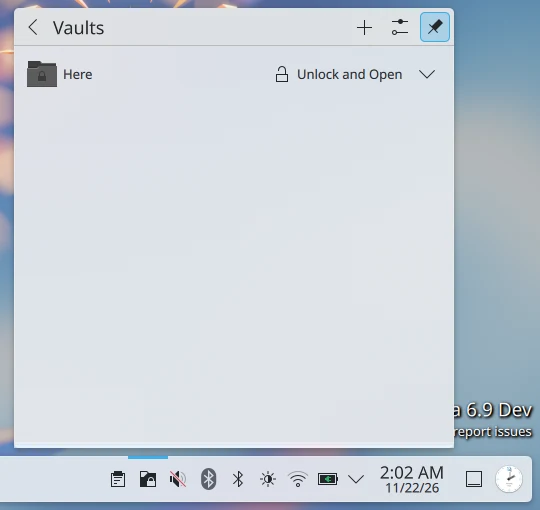 Vaults
Here
Unlock and Open
a 6.9 Dev
report issues
2:02 AM
11/22/26